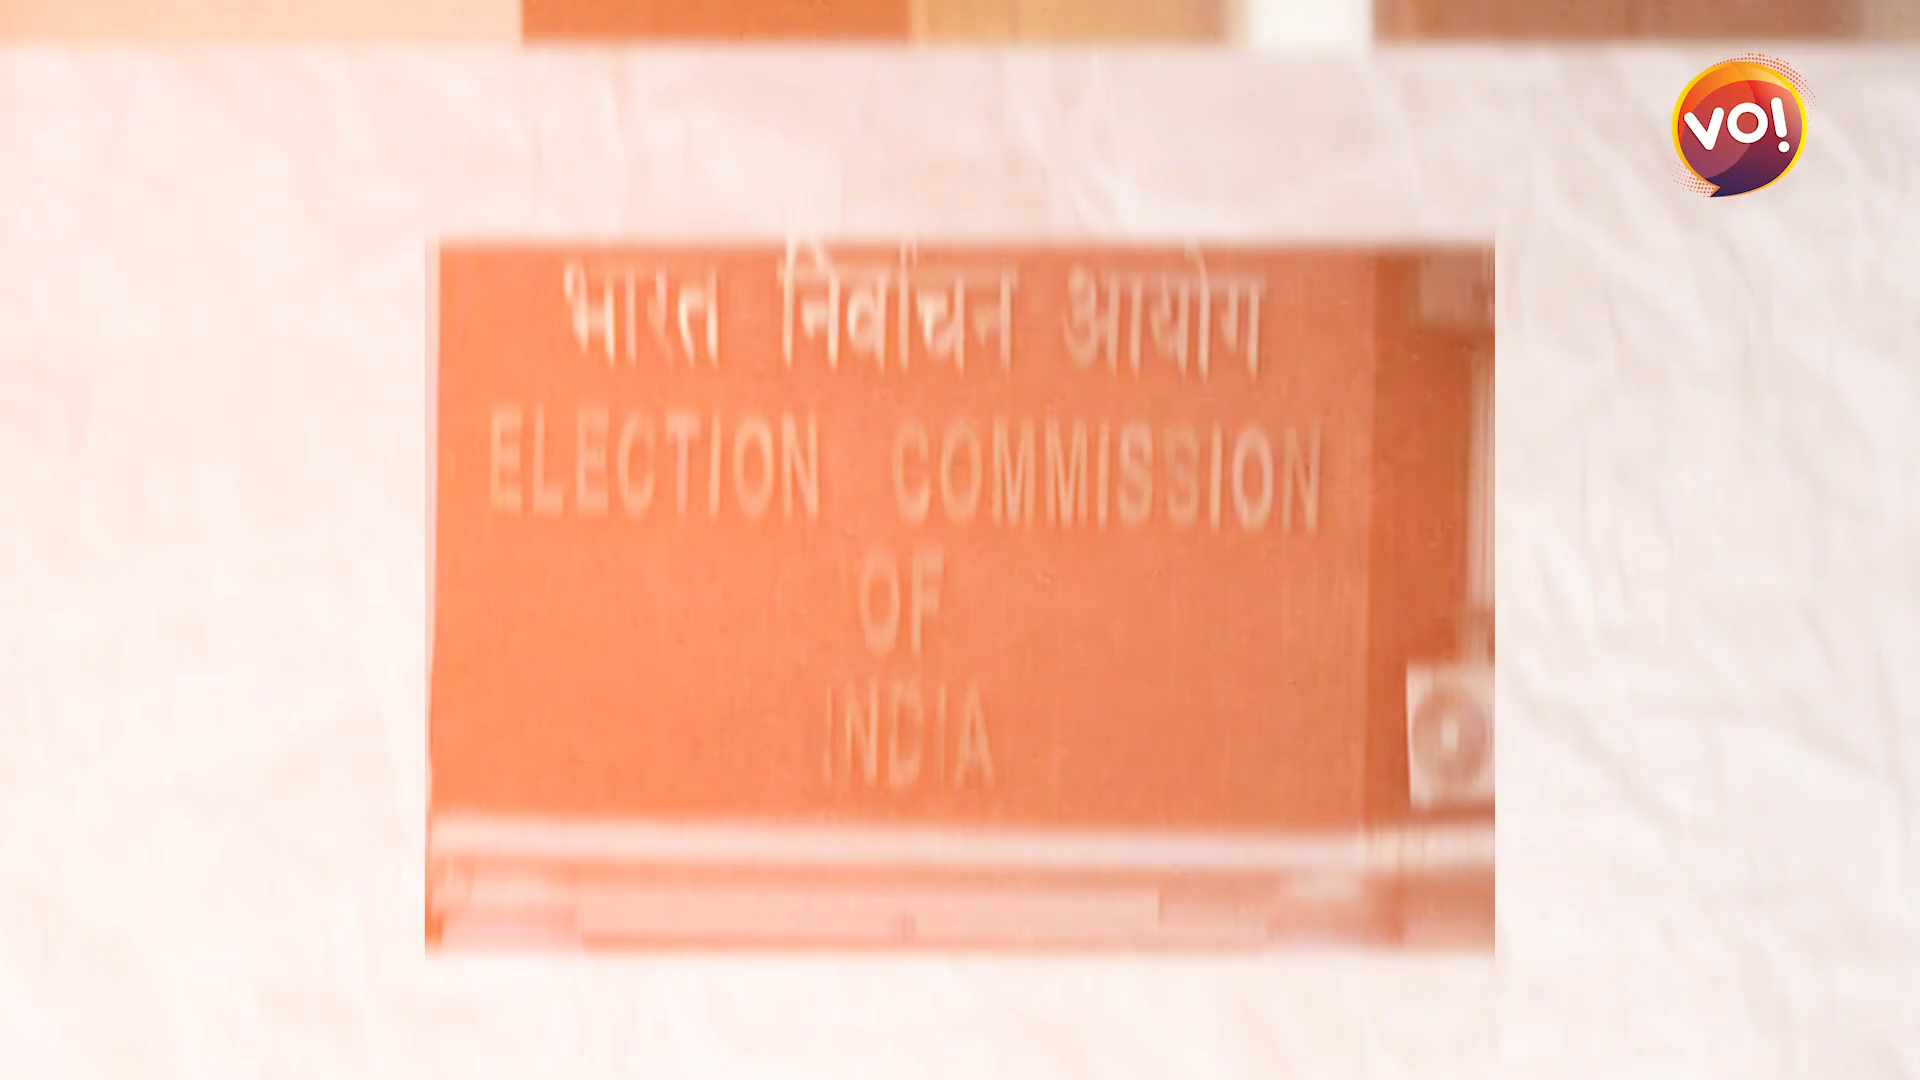 VO!
भारत निर्वाचन आयोग
ELECTION COMMISSION
OF
INDIA